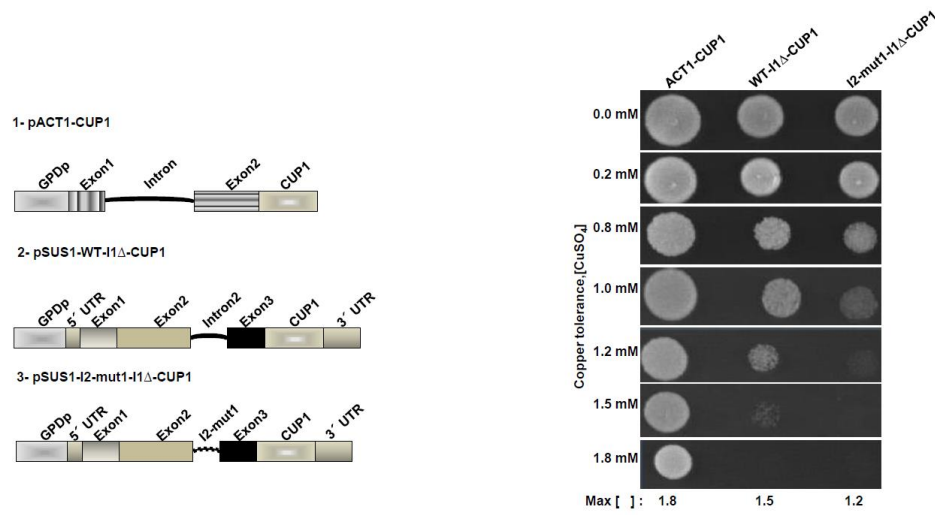 1- pACT1-CUP1
GPDp Exon1 Intron Exon2 CUP1
2- pSUS1-WT-I1Δ-CUP1
GPDp 5´ UTR Exon1 Exon2 Intron2 Exon3 CUP1 3´ UTR
3- pSUS1-I2-mut1-I1Δ-CUP1
GPDp 5´ UTR Exon1 Exon2 I2-mut1 Exon3 CUP1 3´ UTR
ACT1-CUP1 WT-I1Δ-CUP1 I2-mut1-I1Δ-CUP1
Copper tolerance,[CuSO₄]
0.0 mM
0.2 mM
0.8 mM
1.0 mM
1.2 mM
1.5 mM
1.8 mM
Max [ ] : 1.8 1.5 1.2